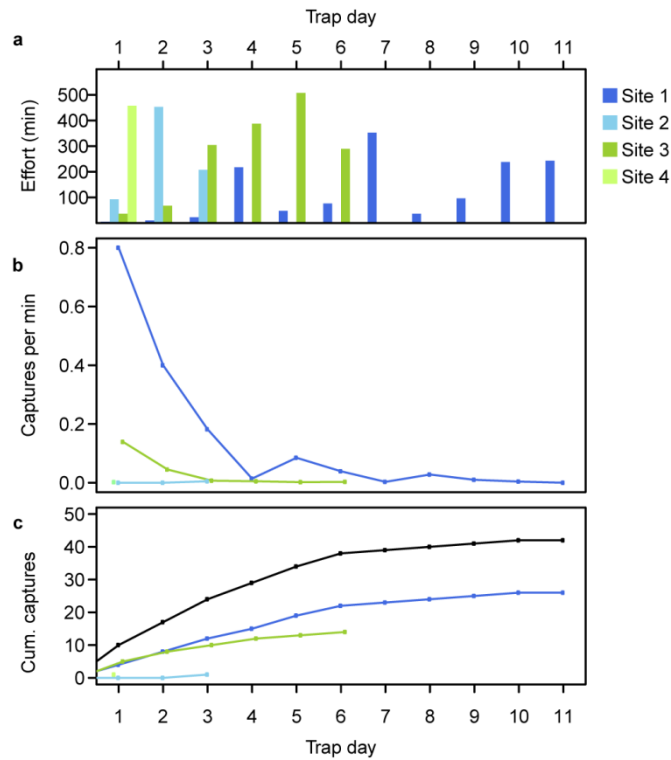 Trap day
a
1 2 3 4 5 6 7 8 9 10 11
500
400
300
200
100
Effort (min)
Site 1
Site 2
Site 3
Site 4
b
0.8
0.6
0.4
0.2
0.0
Captures per min
c
50
40
30
20
10
0
Cum. captures
1 2 3 4 5 6 7 8 9 10 11
Trap day